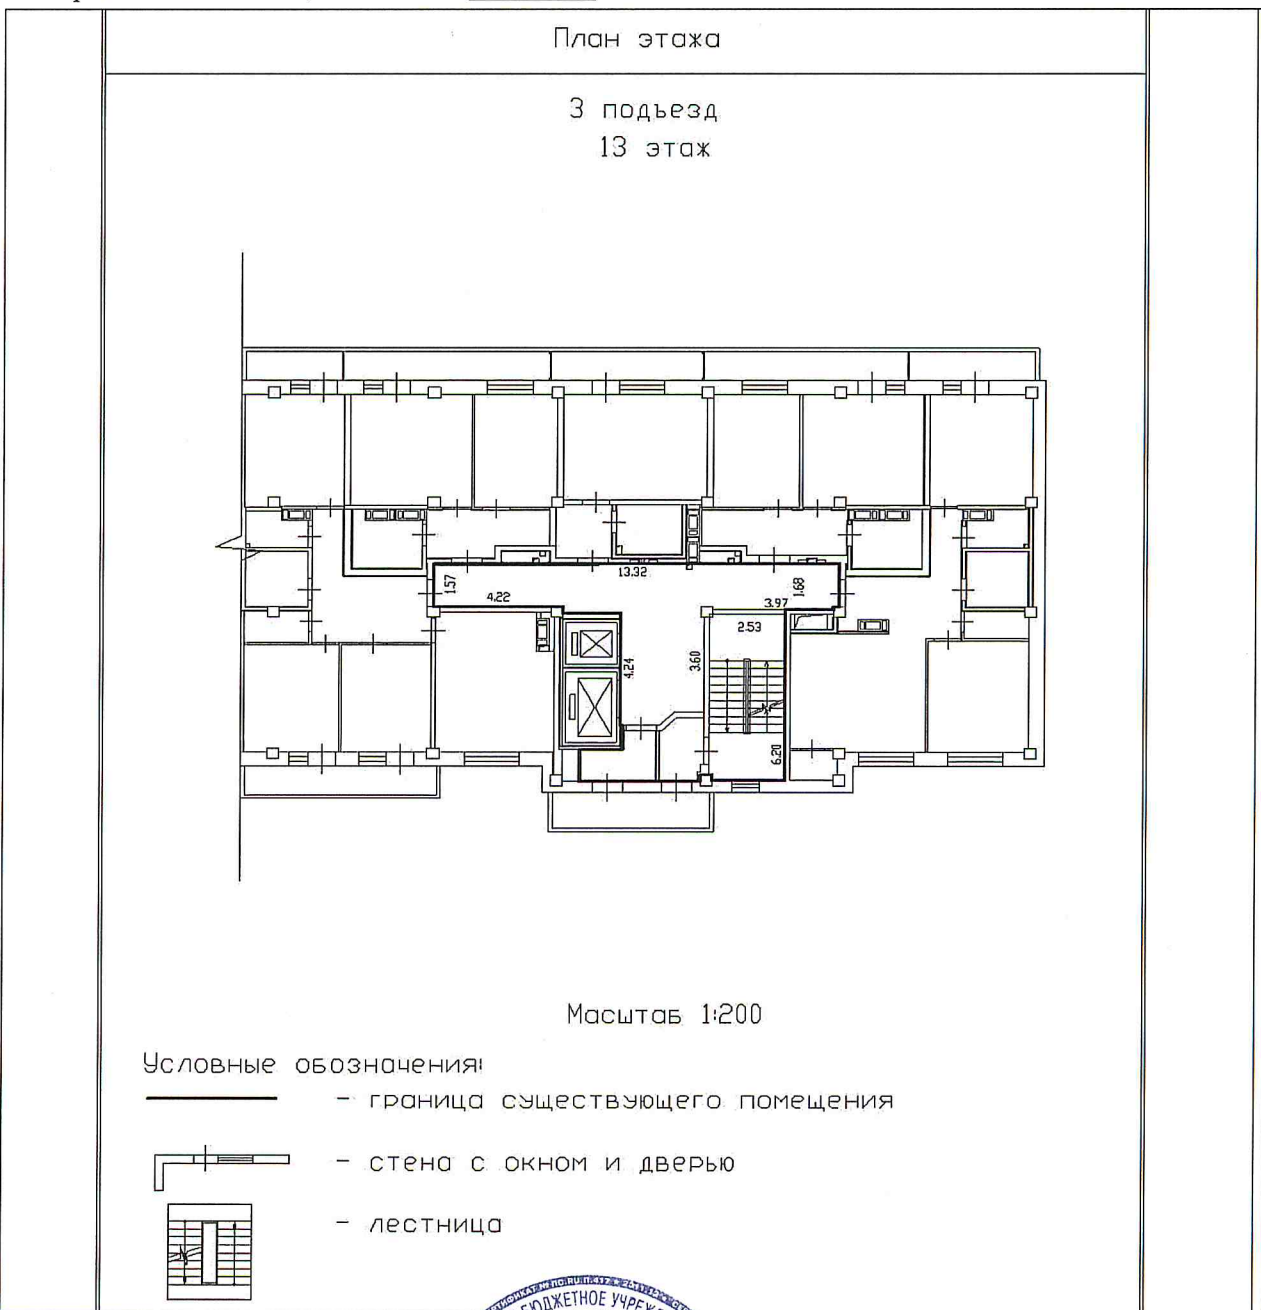 План этажа
3 подъезд
13 этаж
13.32
1.57
4.22
1.68
3.97
2.53
4.24
3.60
6.20
Масштаб 1:200
Условные обозначения:
- граница существующего помещения
- стена с окном и дверью
- лестница
БЮДЖЕТНОЕ